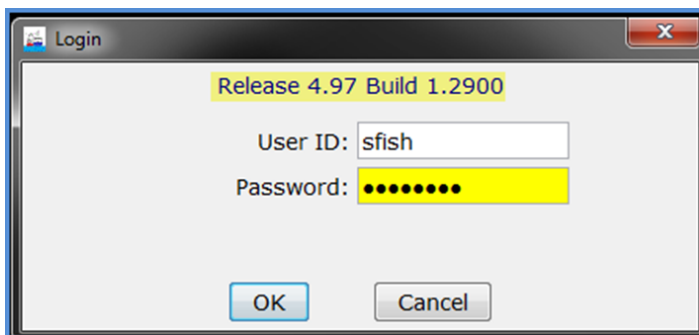 Login
Release 4.97 Build 1.2900
User ID: sfish
Password: ••••••••
OK Cancel